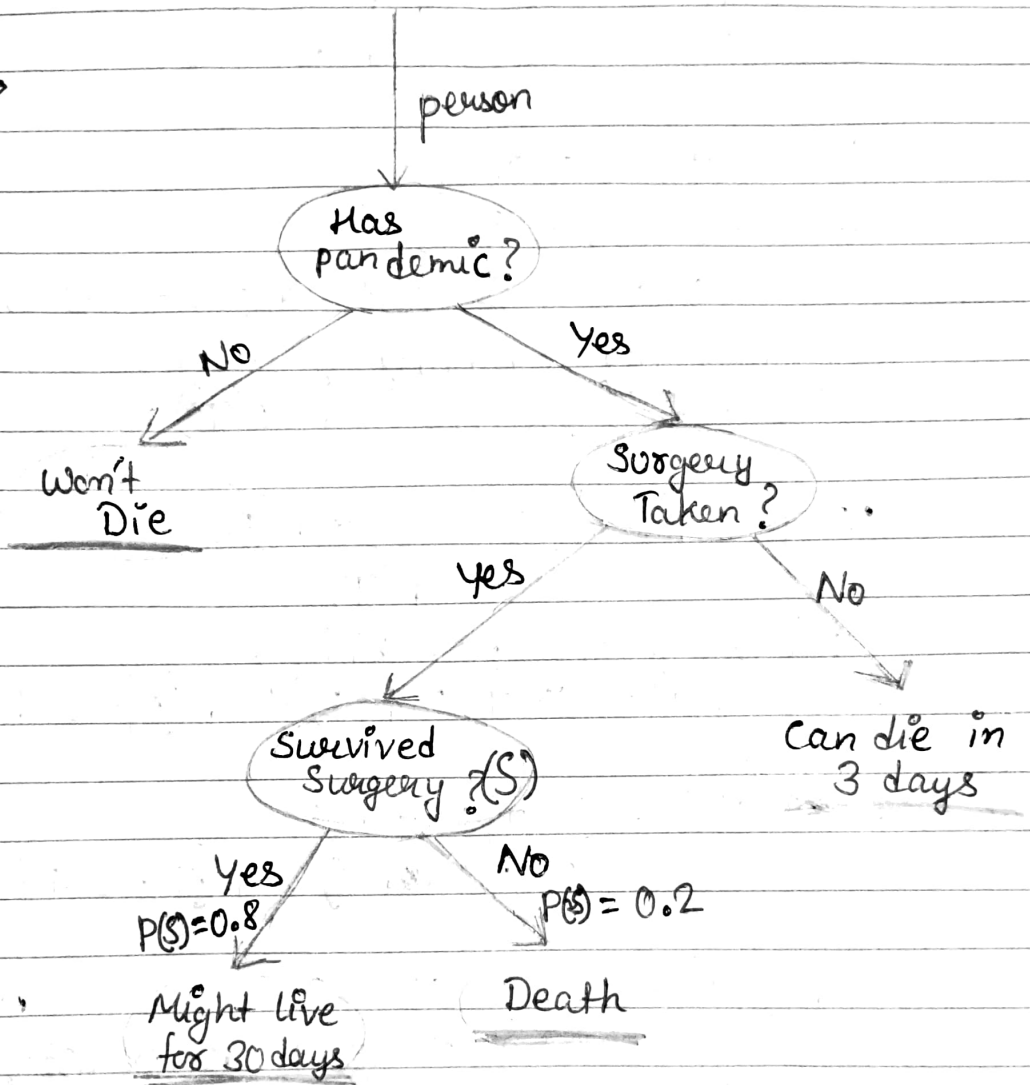 person
Has
pandemic?
No
Yes
Won't
Die
Surgery
Taken?
Yes
No
Survived
Surgery?(S)
Can die in
3 days
Yes
P(S)=0.8
No
P(S) = 0.2
Might live
for 30 days
Death